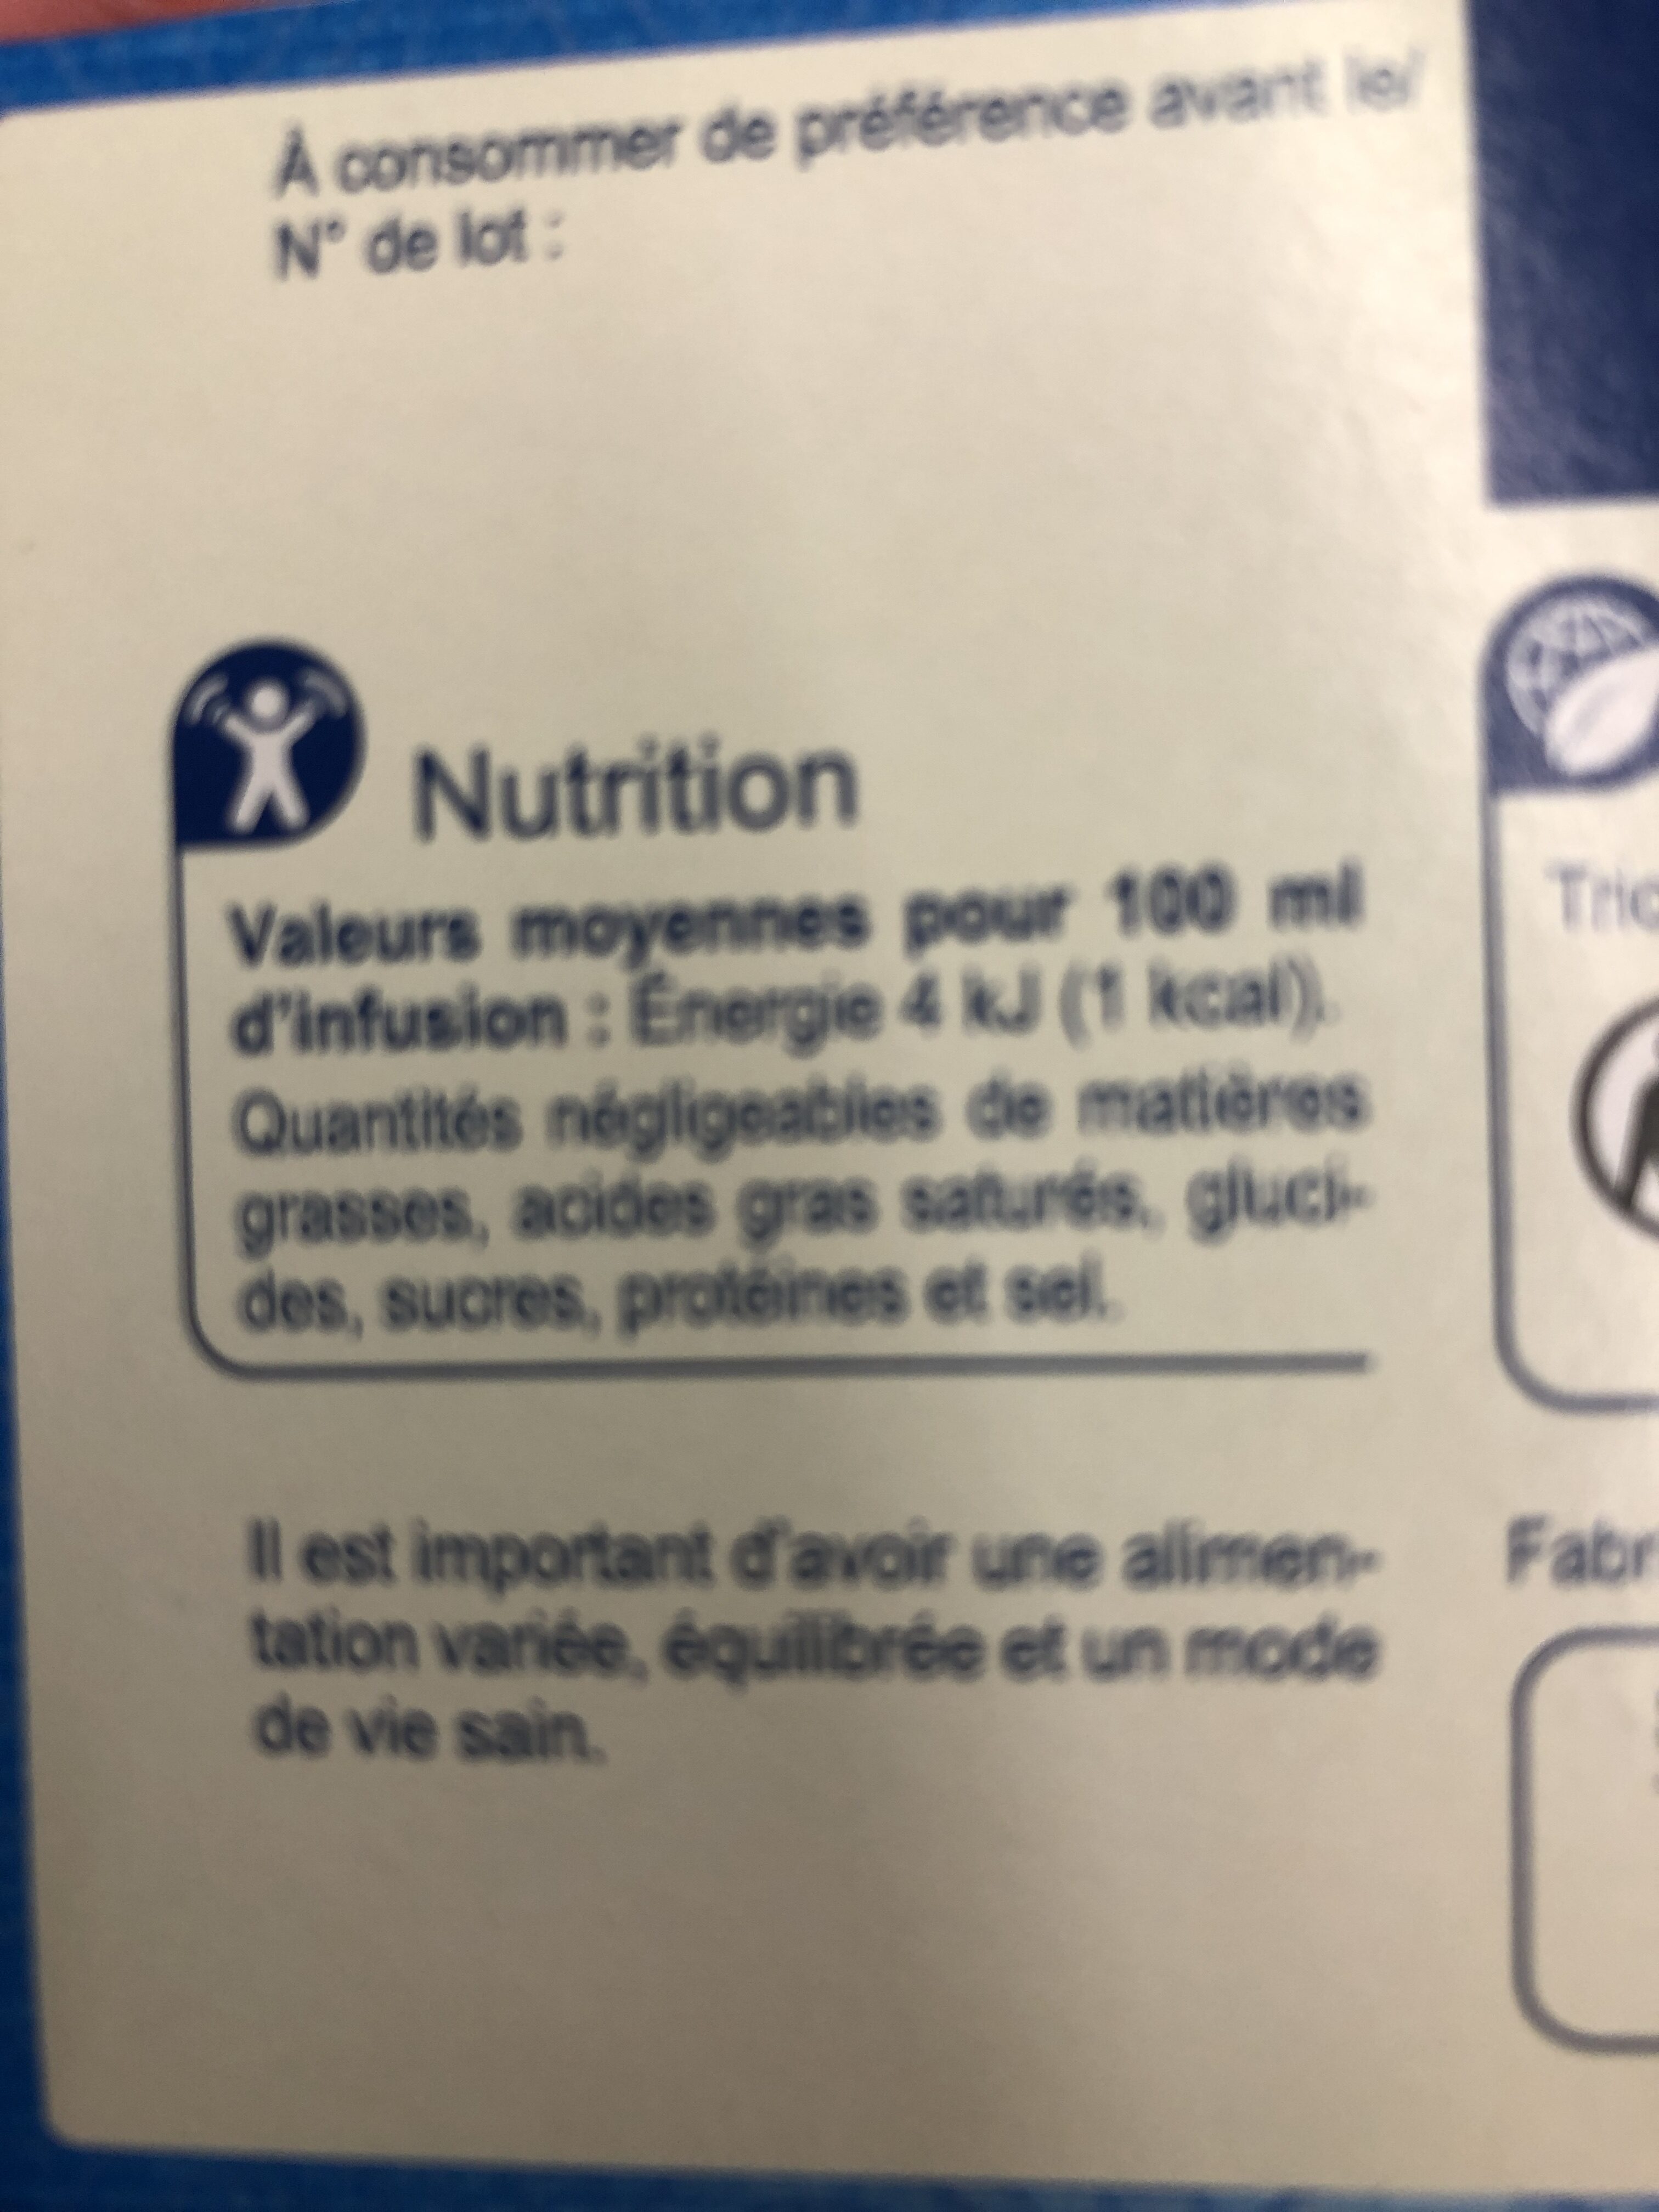 À consommer de préférence avant le/
N° de lot :
Nutrition
Valeurs moyennes pour 100 ml
d'infusion : Énergie 4 kJ (1 kcal).
Quantités négligeables de matières
grasses, acides gras saturés, gluci-
des, sucres, protéines et sel.
Il est important d'avoir une alimen-
tation variée, équilibrée et un mode
de vie sain.